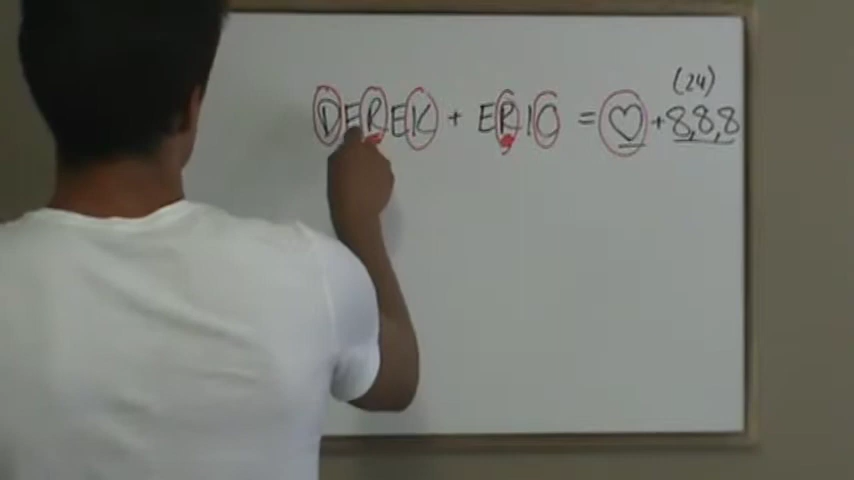 (24)
DEREK + ERIC = ♡ + 8,8,8